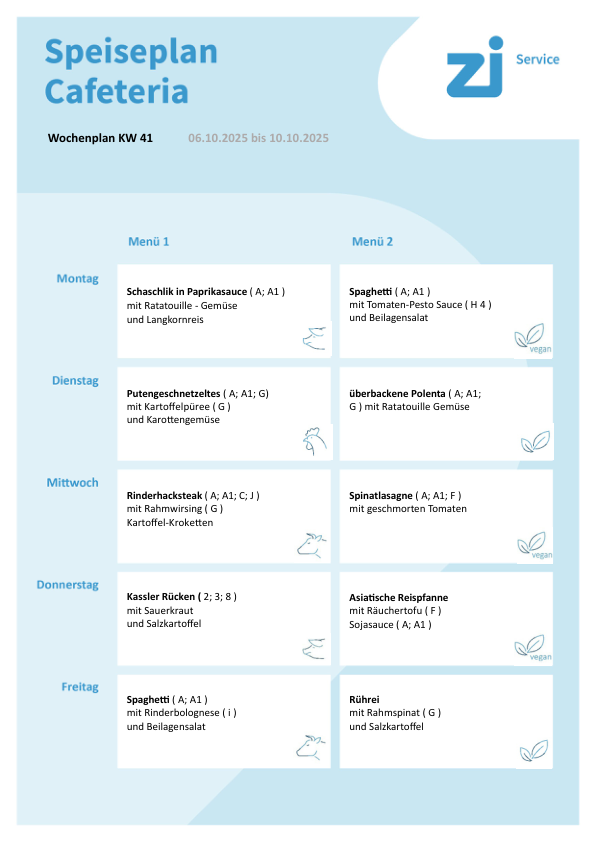 Speiseplan
Cafeteria
zi Service
Wochenplan KW 41 06.10.2025 bis 10.10.2025
Menü 1 Menü 2
Montag
Schaschlik in Paprikasauce ( A; A1 )
mit Ratatouille - Gemüse
und Langkornreis
Spaghetti ( A; A1 )
mit Tomaten-Pesto Sauce ( H 4 )
und Beilagensalat
vegan
Dienstag
Putengeschnetzeltes ( A; A1; G)
mit Kartoffelpüree ( G )
und Karottengemüse
überbackene Polenta ( A; A1;
G ) mit Ratatouille Gemüse
Mittwoch
Rinderhacksteak ( A; A1; C; J )
mit Rahmwirsing ( G )
Kartoffel-Kroketten
Spinatlasagne ( A; A1; F )
mit geschmorten Tomaten
vegan
Donnerstag
Kassler Rücken ( 2; 3; 8 )
mit Sauerkraut
und Salzkartoffel
Asiatische Reispfanne
mit Räuchertofu ( F )
Sojasauce ( A; A1 )
vegan
Freitag
Spaghetti ( A; A1 )
mit Rinderbolognese ( i )
und Beilagensalat
Rührei
mit Rahmspinat ( G )
und Salzkartoffel